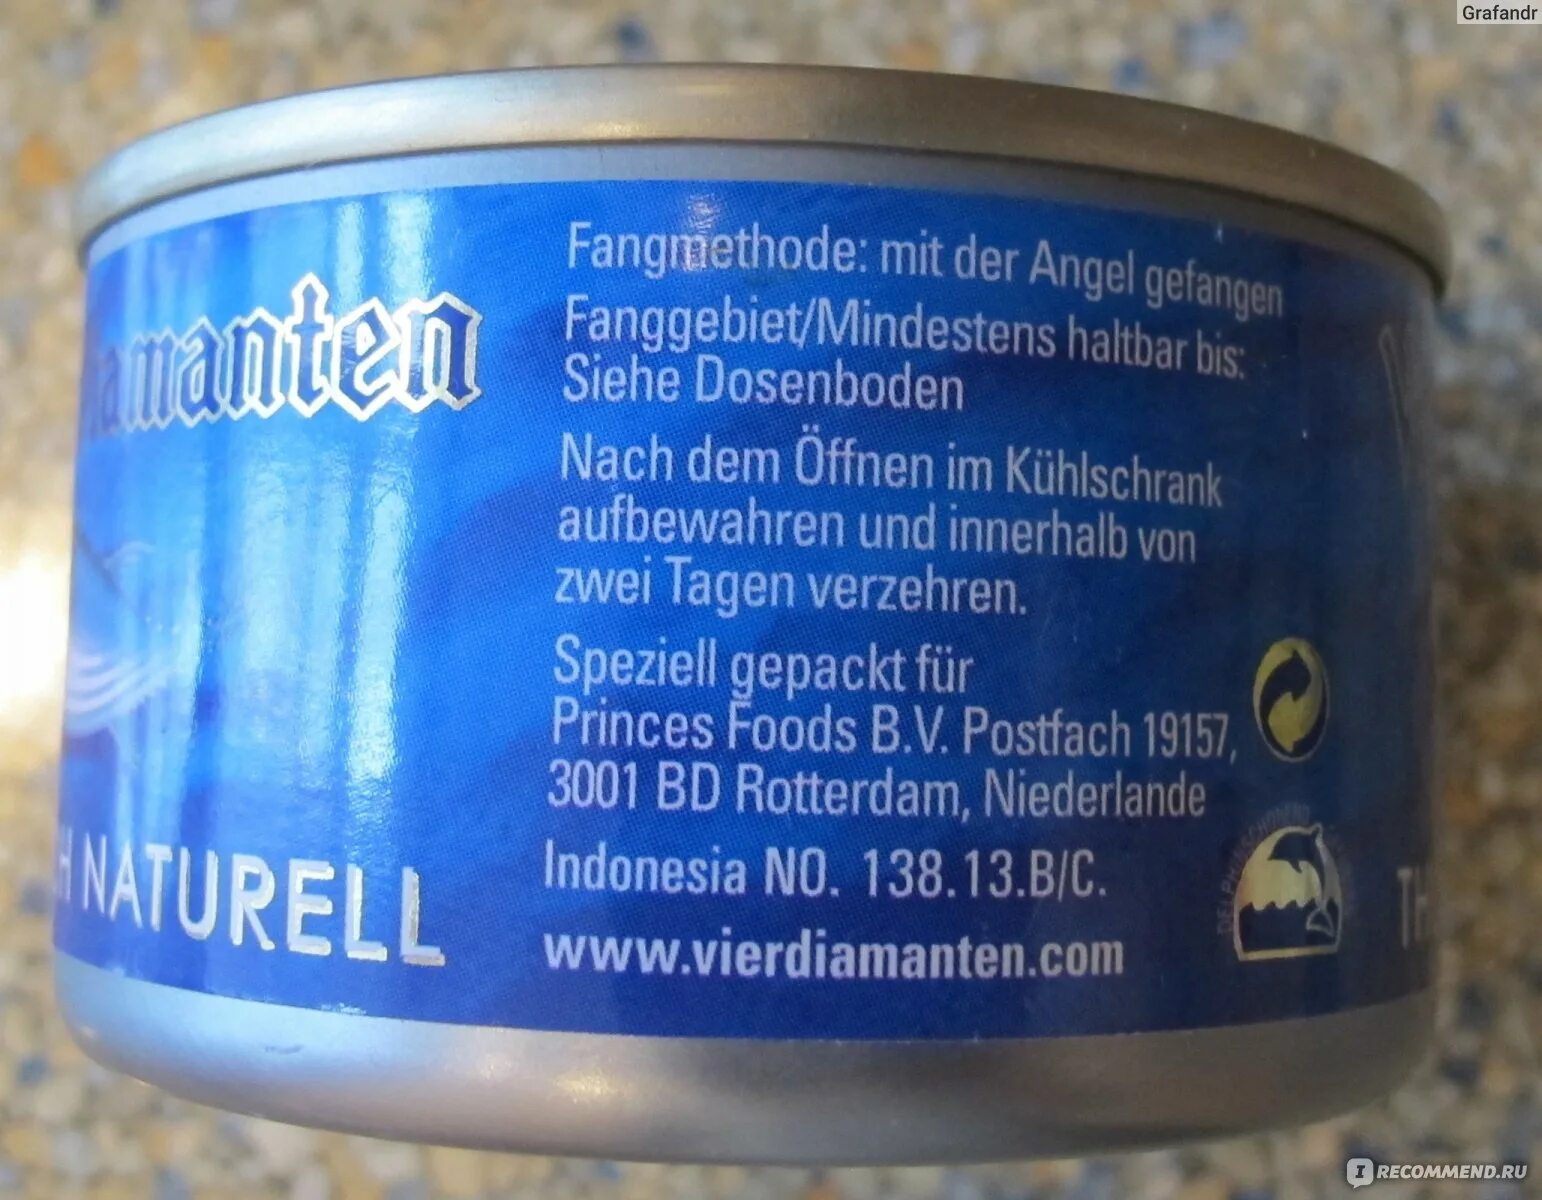 Grafandr
amanten
H NATURELL
Fangmethode: mit der Angel gefangen
Fanggebiet/Mindestens haltbar bis:
Siehe Dosenboden
Nach dem Öffnen im Kühlschrank
aufbewahren und innerhalb von
zwei Tagen verzehren.
Speziell gepackt für
Princes Foods B.V. Postfach 19157,
3001 BD Rotterdam, Niederlande
Indonesia NO. 138.13.B/C.
www.vierdiamanten.com
TH
IRECOMMEND.RU